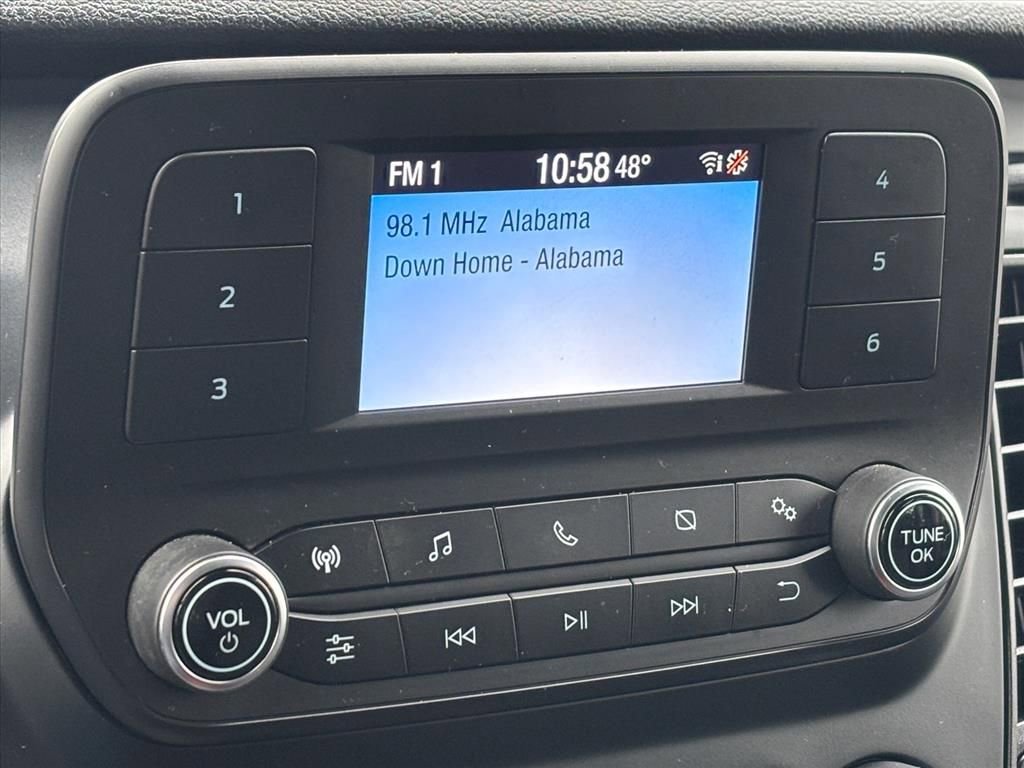 FM 1 10:58 48°
98.1 MHz Alabama
Down Home - Alabama
1
2
3
4
5
6
VOL
TUNE
OK